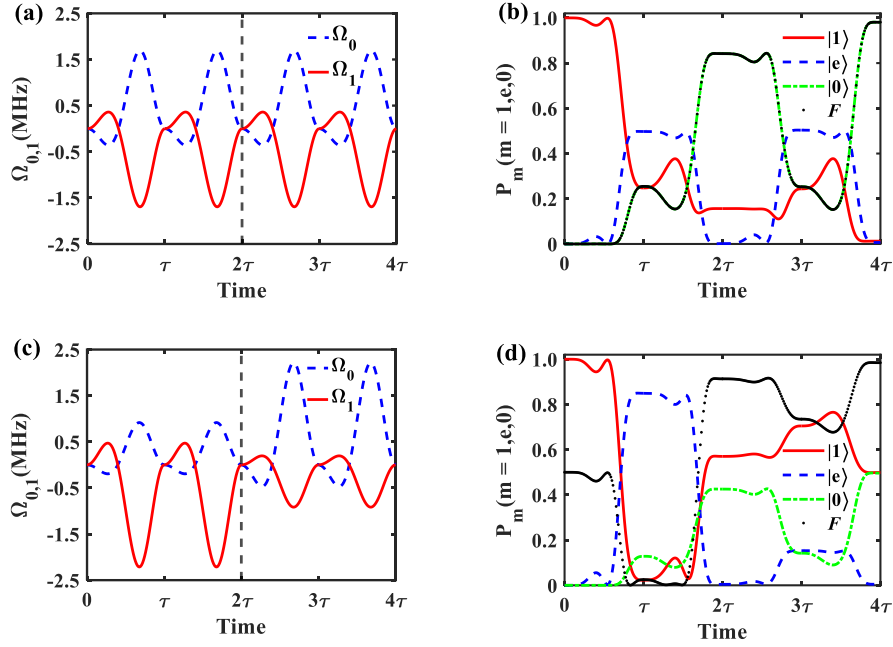 (a)
2.5
1.5
0.5
-0.5
-1.5
-2.5
Ω₀,₁(MHz)
Ω₀
Ω₁
0 τ 2τ 3τ 4τ
Time
(b)
1.0
0.8
0.6
0.4
0.2
0
Pₘ(m = 1,e,0)
|1⟩
|e⟩
|0⟩
F
0 τ 2τ 3τ 4τ
Time
(c)
2.5
1.5
0.5
-0.5
-1.5
-2.5
Ω₀,₁(MHz)
Ω₀
Ω₁
0 τ 2τ 3τ 4τ
Time
(d)
1.0
0.8
0.6
0.4
0.2
0
Pₘ(m = 1,e,0)
|1⟩
|e⟩
|0⟩
F
0 τ 2τ 3τ 4τ
Time